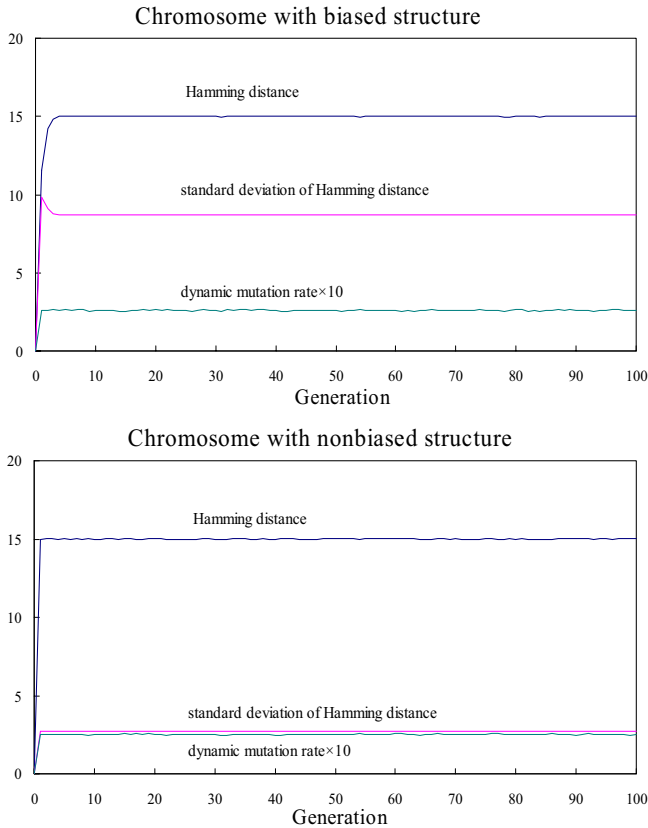 Chromosome with biased structure
20
Hamming distance
15
standard deviation of Hamming distance
10
dynamic mutation rate×10
5
0
0 10 20 30 40 50 60 70 80 90 100
Generation
Chromosome with nonbiased structure
20
Hamming distance
15
10
5
standard deviation of Hamming distance
dynamic mutation rate×10
0
0 10 20 30 40 50 60 70 80 90 100
Generation